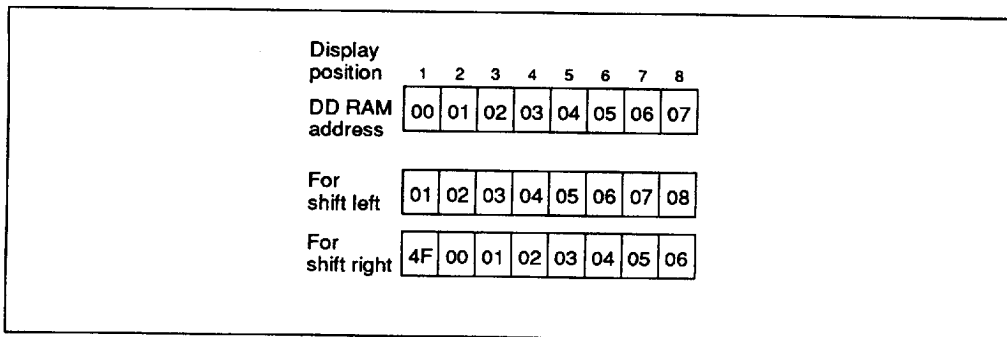 Display
position 1 2 3 4 5 6 7 8
DD RAM
address 00 01 02 03 04 05 06 07
For
shift left 01 02 03 04 05 06 07 08
For
shift right 4F 00 01 02 03 04 05 06